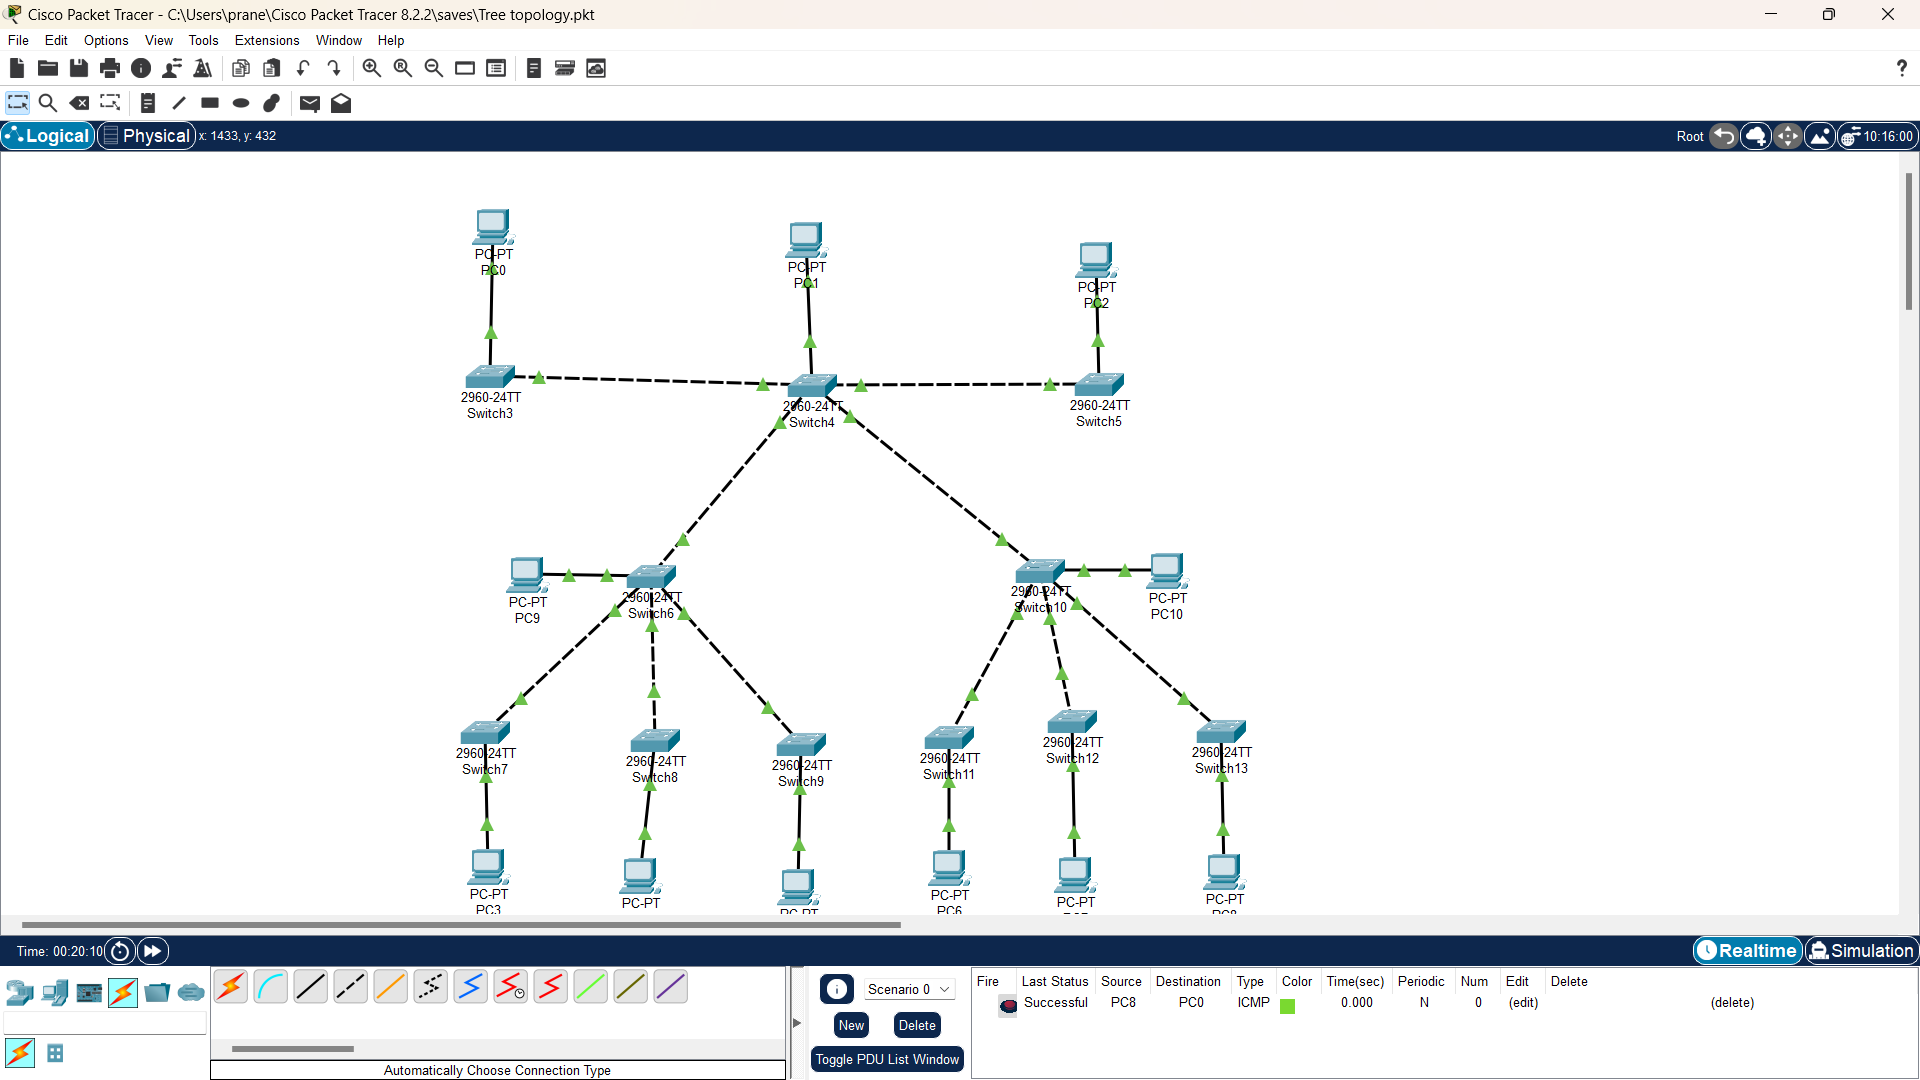 Cisco Packet Tracer - C:\Users\prane\Cisco Packet Tracer 8.2.2\saves\Tree topology.pkt
File Edit Options View Tools Extensions Window Help
?
Logical Physical x: 1433, y: 432 Root 10:16:00
PC-PT
PC0
PC-PT
PC1
PC-PT
PC2
2960-24TT
Switch3
2960-24TT
Switch4
2960-24TT
Switch5
PC-PT
PC9
2960-24TT
Switch6
2960-24TT
Switch10
PC-PT
PC10
2960-24TT
Switch7
2960-24TT
Switch8
2960-24TT
Switch9
2960-24TT
Switch11
2960-24TT
Switch12
2960-24TT
Switch13
PC-PT
PC3
PC-PT
PC-PT
PC-PT
PC6
PC-PT
PC-PT
PC8
Time: 00:20:10 Realtime Simulation
Scenario 0
New Delete
Toggle PDU List Window
Fire Last Status Source Destination Type Color Time(sec) Periodic Num Edit Delete
Successful PC8 PC0 ICMP 0.000 N 0 (edit) (delete)
Automatically Choose Connection Type